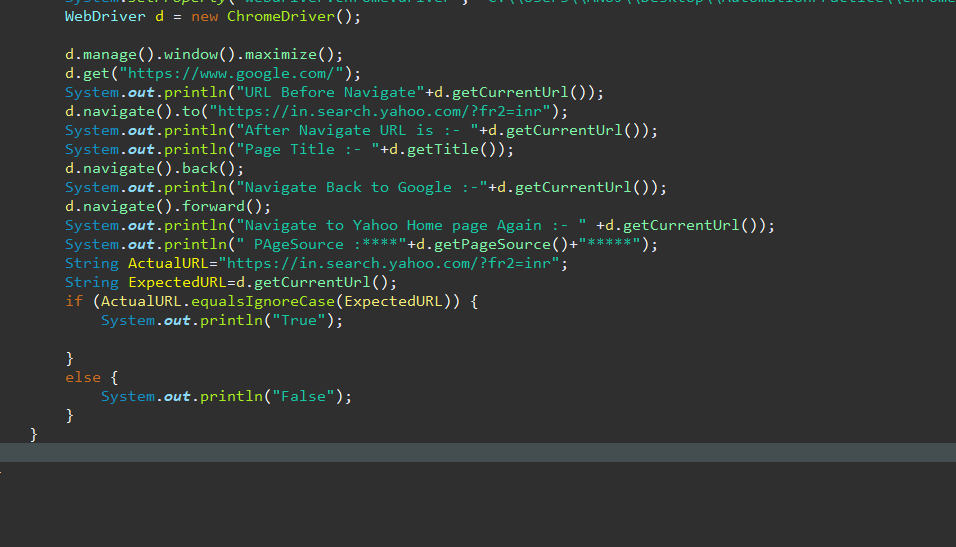 WebDriver d = new ChromeDriver();
d.manage().window().maximize();
d.get("https://www.google.com/");
System.out.println("URL Before Navigate"+d.getCurrentUrl());
d.navigate().to("https://in.search.yahoo.com/?fr2=inr");
System.out.println("After Navigate URL is :- "+d.getCurrentUrl());
System.out.println("Page Title :- "+d.getTitle());
d.navigate().back();
System.out.println("Navigate Back to Google :-"+d.getCurrentUrl());
d.navigate().forward();
System.out.println("Navigate to Yahoo Home page Again :- " +d.getCurrentUrl());
System.out.println(" PAgeSource :****"+d.getPageSource()+"*****");
String ActualURL="https://in.search.yahoo.com/?fr2=inr";
String ExpectedURL=d.getCurrentUrl();
if (ActualURL.equalsIgnoreCase(ExpectedURL)) {
System.out.println("True");
}
else {
System.out.println("False");
}
}